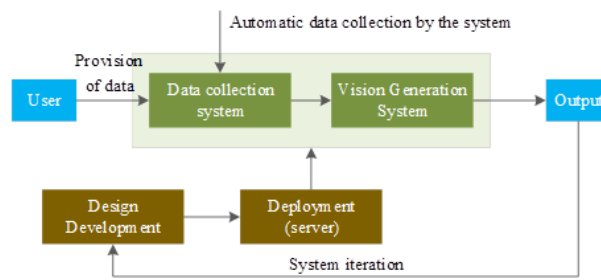 Automatic data collection by the system
Provision
of data
User
Data collection
system
Vision Generation
System
Output
Design
Development
Deployment
(server)
System iteration